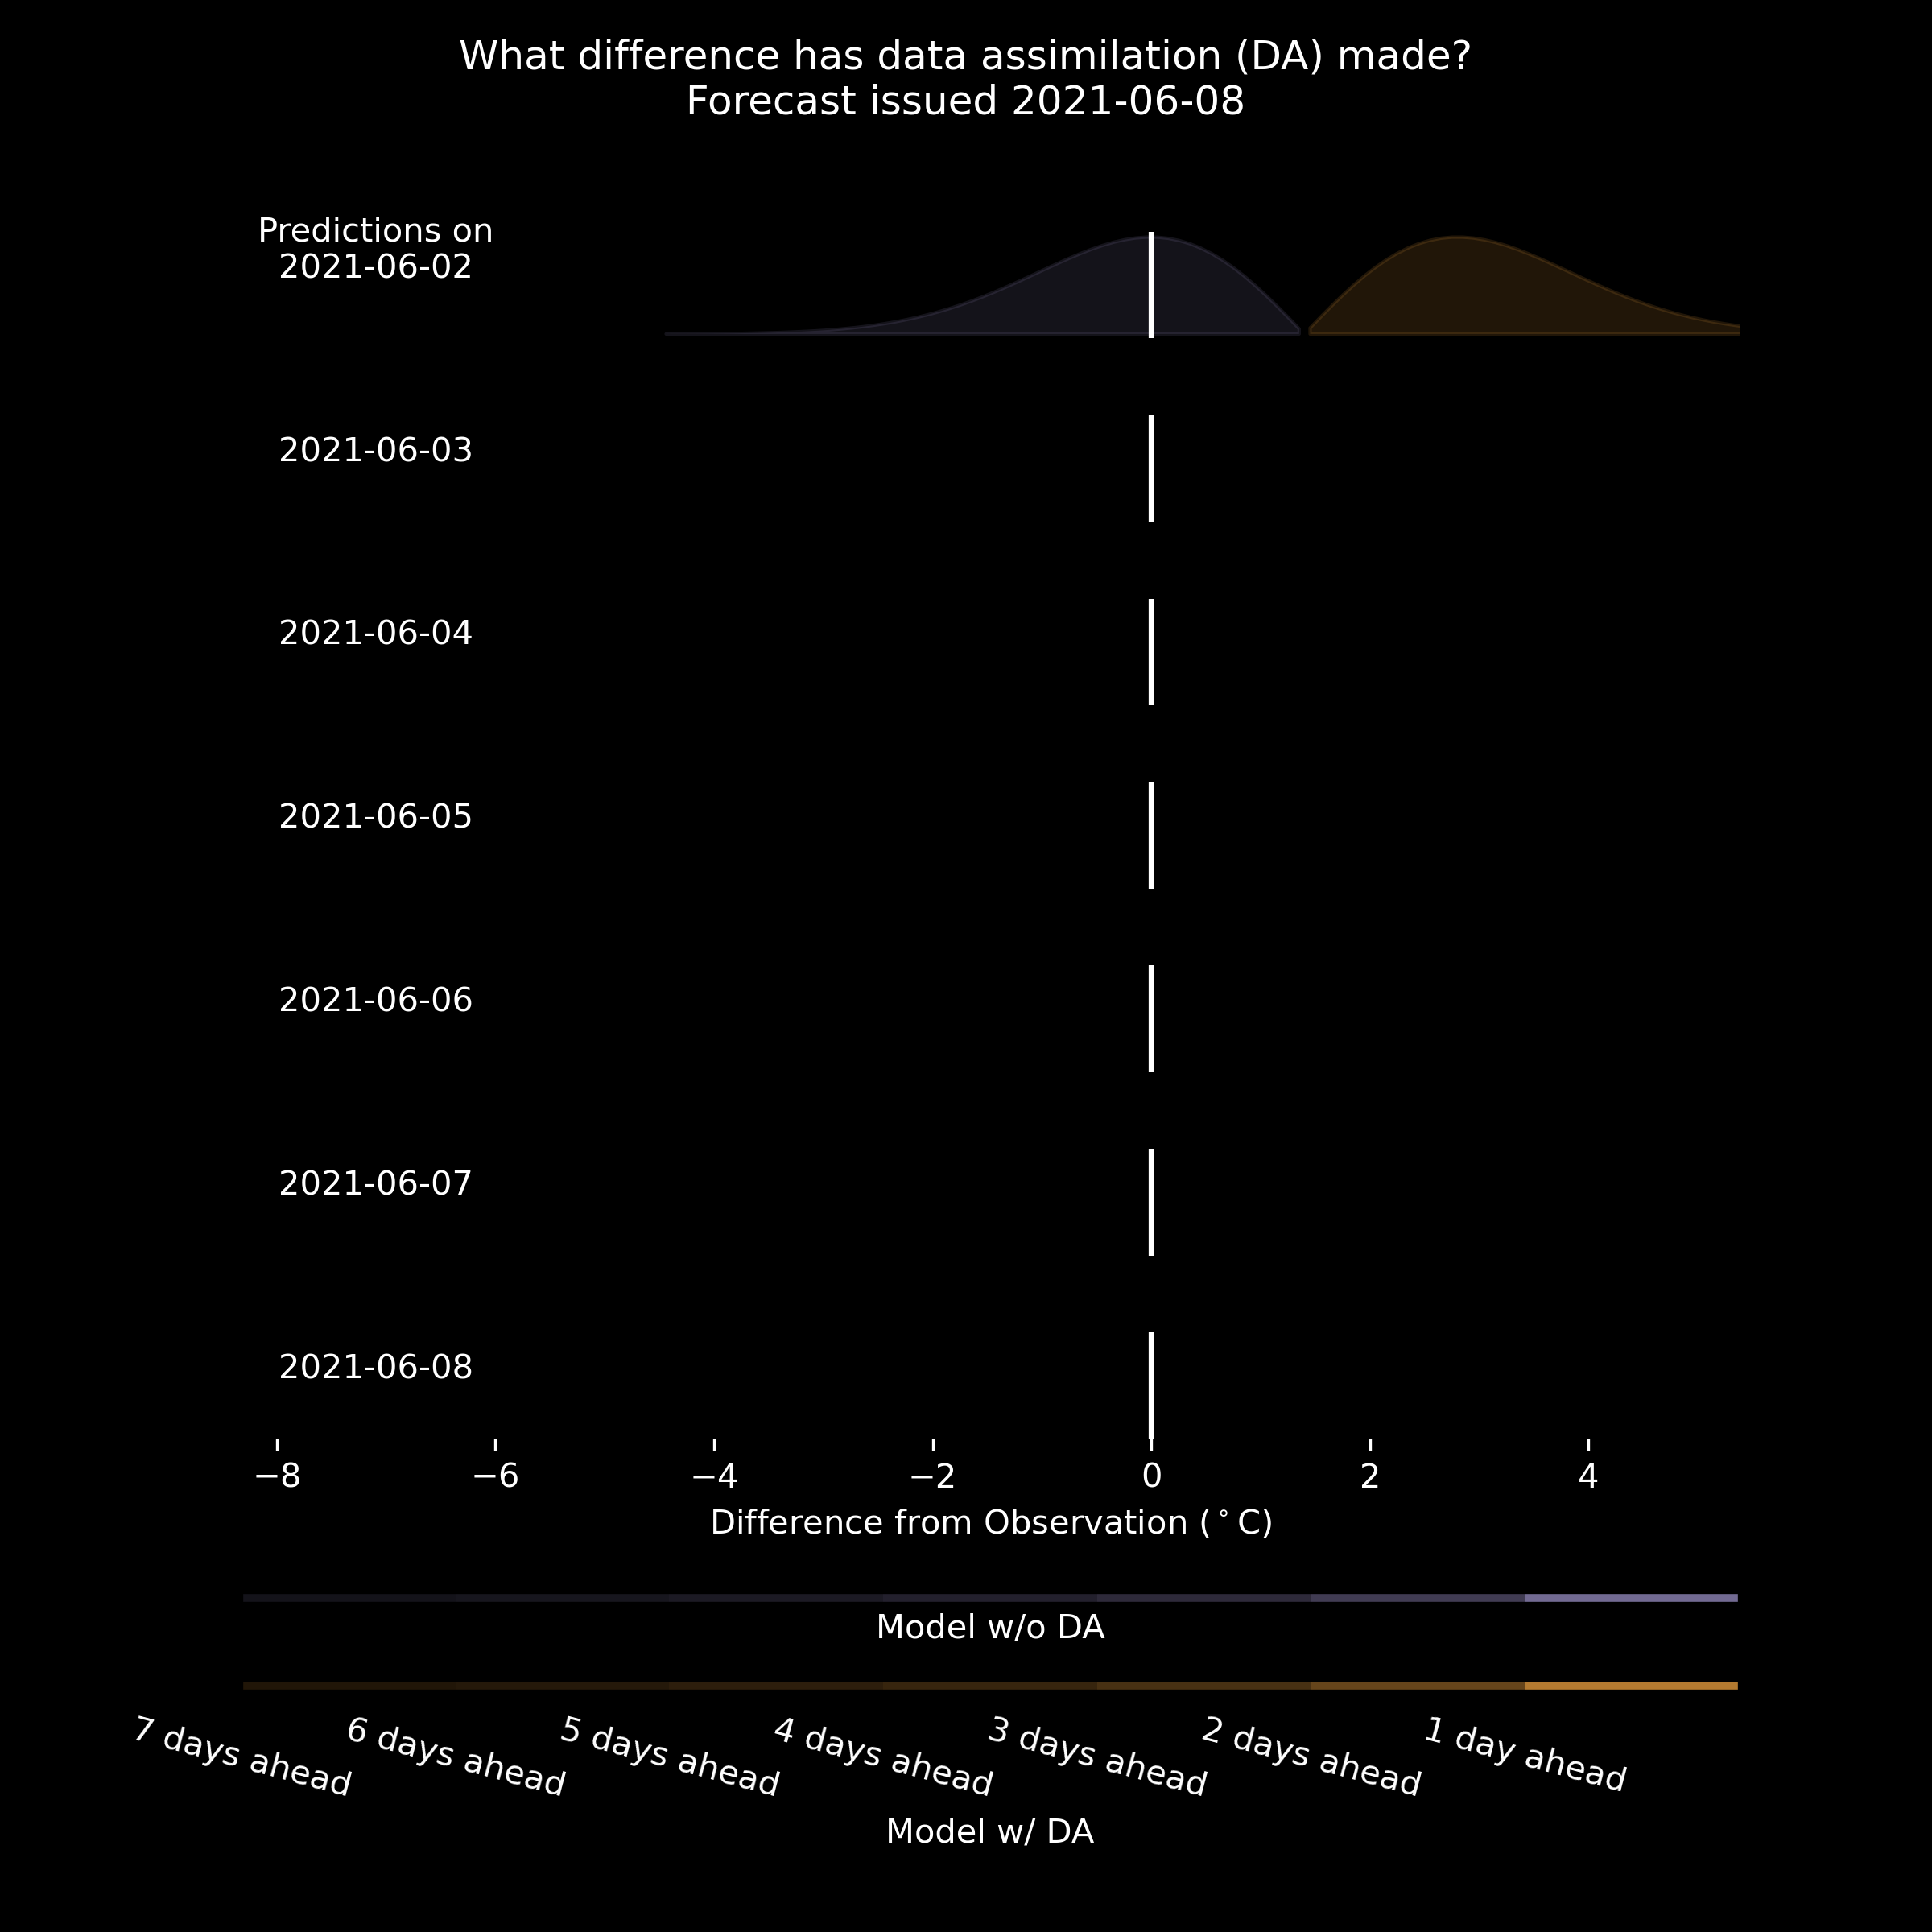 What difference has data assimilation (DA) made?
Forecast issued 2021-06-08
Predictions on
2021-06-02
2021-06-03
2021-06-04
2021-06-05
2021-06-06
2021-06-07
2021-06-08
−8 −6 −4 −2 0 2 4
Difference from Observation (°C)
Model w/o DA
7 days ahead 6 days ahead 5 days ahead 4 days ahead 3 days ahead 2 days ahead 1 day ahead
Model w/ DA